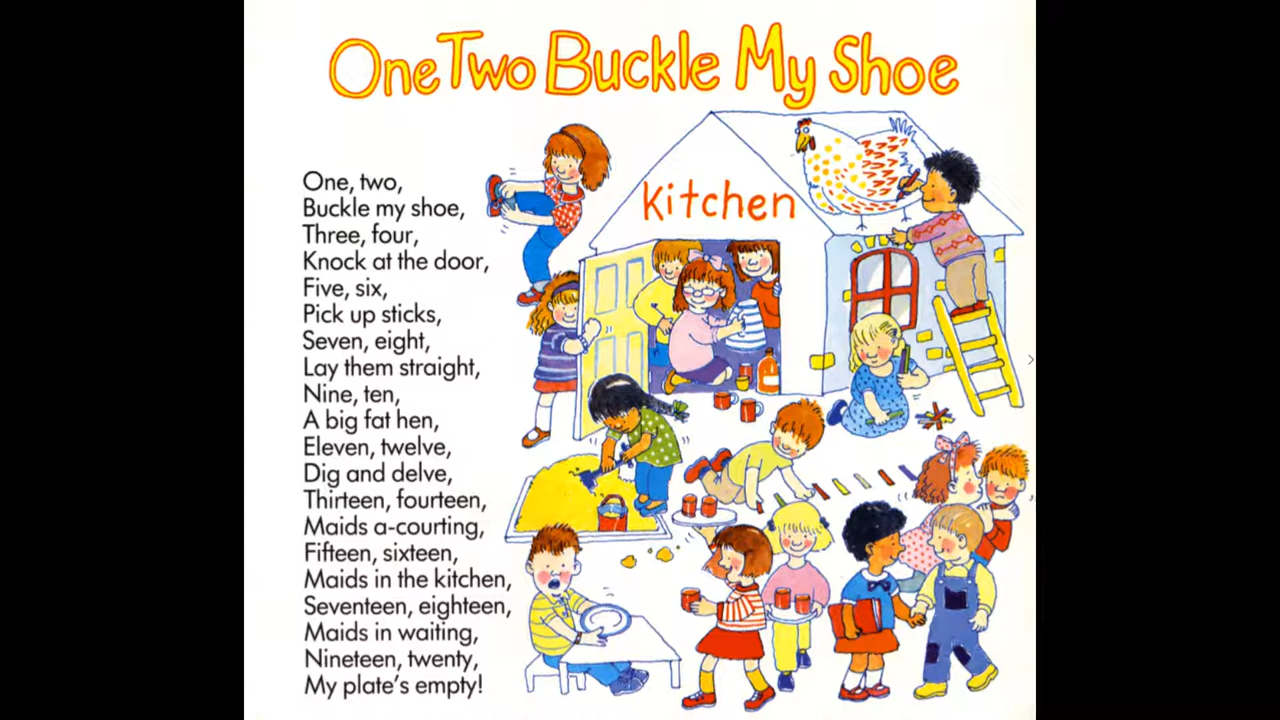 One Two Buckle My Shoe
One, two,
Buckle my shoe,
Three, four,
Knock at the door,
Five, six,
Pick up sticks,
Seven, eight,
Lay them straight,
Nine, ten,
A big fat hen,
Eleven, twelve,
Dig and delve,
Thirteen, fourteen,
Maids a-courting,
Fifteen, sixteen,
Maids in the kitchen,
Seventeen, eighteen,
Maids in waiting,
Nineteen, twenty,
My plate's empty!
Kitchen